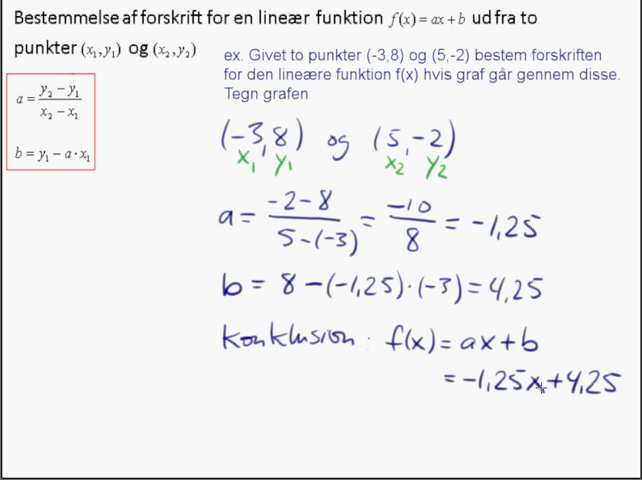 Bestemmelse af forskrift for en lineær funktion f(x) = ax + b ud fra to
punkter (x₁, y₁) og (x₂, y₂)
a = (y₂ − y₁) / (x₂ − x₁)
b = y₁ − a · x₁
ex. Givet to punkter (-3,8) og (5,-2) bestem forskriften
for den lineære funktion f(x) hvis graf går gennem disse.
Tegn grafen
(−3,8) og (5,−2)
x₁, y₁ x₂ y₂
a = (−2−8) / (5−(−3)) = −10 / 8 = −1,25
b = 8 − (−1,25)·(−3) = 4,25
Konklusion: f(x) = ax + b
= −1,25x + 4,25